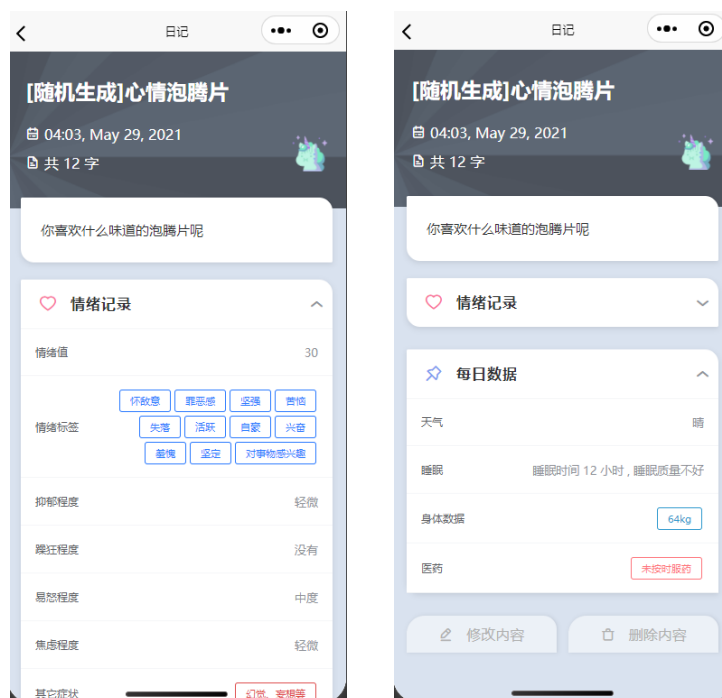 日记
[随机生成]心情泡腾片
04:03, May 29, 2021
共 12 字
你喜欢什么味道的泡腾片呢
情绪记录
情绪值 30
情绪标签
怀敌意 罪恶感 坚强 苦恼
失落 活跃 自豪 兴奋
羞愧 坚定 对事物感兴趣
抑郁程度 轻微
躁狂程度 没有
易怒程度 中度
焦虑程度 轻微
其它症状 幻觉、妄想等
日记
[随机生成]心情泡腾片
04:03, May 29, 2021
共 12 字
你喜欢什么味道的泡腾片呢
情绪记录
每日数据
天气 晴
睡眠 睡眠时间 12 小时 , 睡眠质量不好
身体数据 64kg
医药 未按时服药
修改内容 删除内容